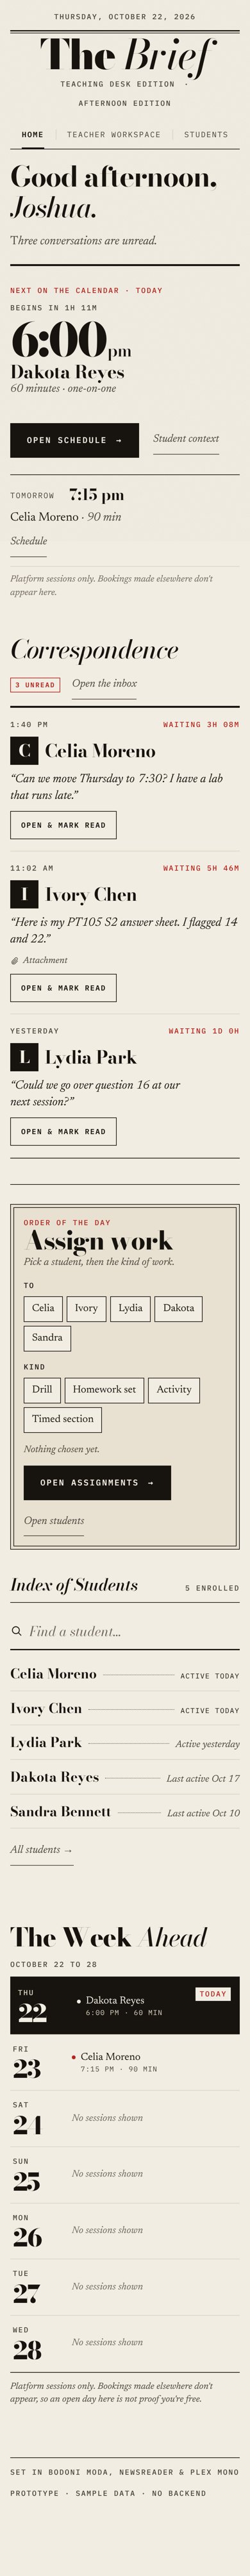 THURSDAY, OCTOBER 22, 2026
The Brief
TEACHING DESK EDITION ·
AFTERNOON EDITION
HOME TEACHER WORKSPACE STUDENTS
Good afternoon,
Joshua.
Three conversations are unread.
NEXT ON THE CALENDAR · TODAY
BEGINS IN 1H 11M
6:00pm
Dakota Reyes
60 minutes · one-on-one
OPEN SCHEDULE → Student context
TOMORROW 7:15 pm
Celia Moreno · 90 min
Schedule
Platform sessions only. Bookings made elsewhere don't
appear here.
Correspondence
3 UNREAD Open the inbox
1:40 PM WAITING 3H 08M
C Celia Moreno
“Can we move Thursday to 7:30? I have a lab
that runs late.”
OPEN & MARK READ
11:02 AM WAITING 5H 46M
I Ivory Chen
“Here is my PT105 S2 answer sheet. I flagged 14
and 22.”
Attachment
OPEN & MARK READ
YESTERDAY WAITING 1D 0H
L Lydia Park
“Could we go over question 16 at our
next session?”
OPEN & MARK READ
ORDER OF THE DAY
Assign work
Pick a student, then the kind of work.
TO
Celia Ivory Lydia Dakota
Sandra
KIND
Drill Homework set Activity
Timed section
Nothing chosen yet.
OPEN ASSIGNMENTS →
Open students
Index of Students 5 ENROLLED
Find a student...
Celia Moreno ACTIVE TODAY
Ivory Chen ACTIVE TODAY
Lydia Park Active yesterday
Dakota Reyes Last active Oct 17
Sandra Bennett Last active Oct 10
All students →
The Week Ahead
OCTOBER 22 TO 28
THU
22
Dakota Reyes
6:00 PM · 60 MIN
TODAY
FRI
23
Celia Moreno
7:15 PM · 90 MIN
SAT
24
No sessions shown
SUN
25
No sessions shown
MON
26
No sessions shown
TUE
27
No sessions shown
WED
28
No sessions shown
Platform sessions only. Bookings made elsewhere don't
appear, so an open day here is not proof you're free.
SET IN BODONI MODA, NEWSREADER & PLEX MONO
PROTOTYPE · SAMPLE DATA · NO BACKEND